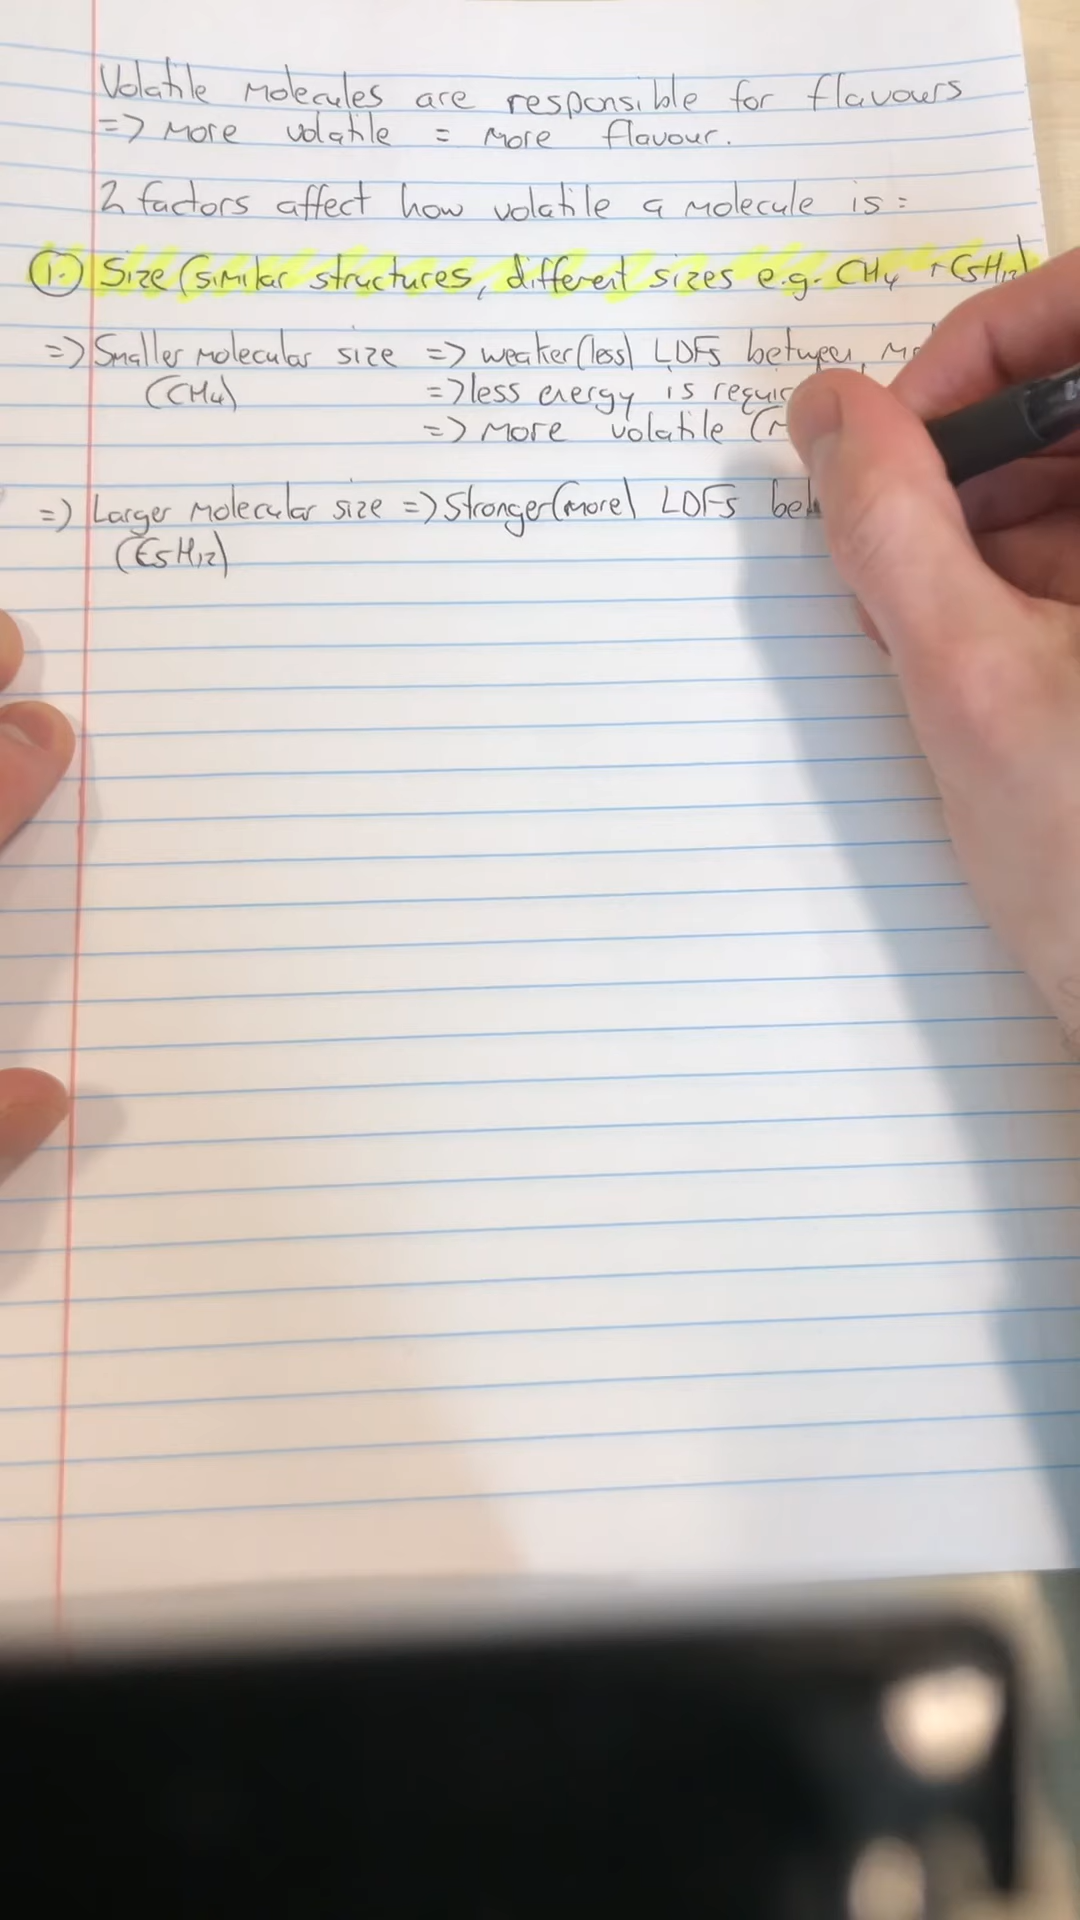 Volatile molecules are responsible for flavours
=> More volatile = more flavour.
2 factors affect how volatile a molecule is:
1. Size (similar structures, different sizes e.g. CH4 + C5H12)
=> Smaller molecular size => weaker (less) LDFs between
(CH4) => less energy is
=> More volatile
=> Larger molecular size => Stronger (more) LDFs
(C5H12)